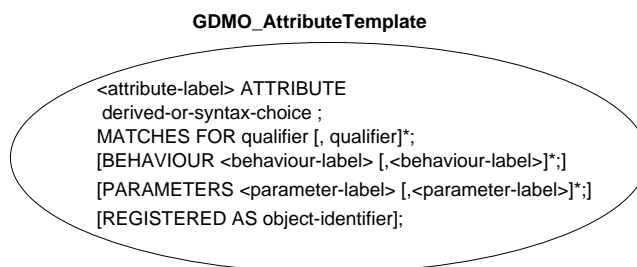 GDMO_AttributeTemplate
<attribute-label> ATTRIBUTE
derived-or-syntax-choice ;
MATCHES FOR qualifier [, qualifier]*;
[BEHAVIOUR <behaviour-label> [,<behaviour-label>]*;]
[PARAMETERS <parameter-label> [,<parameter-label>]*;]
[REGISTERED AS object-identifier];